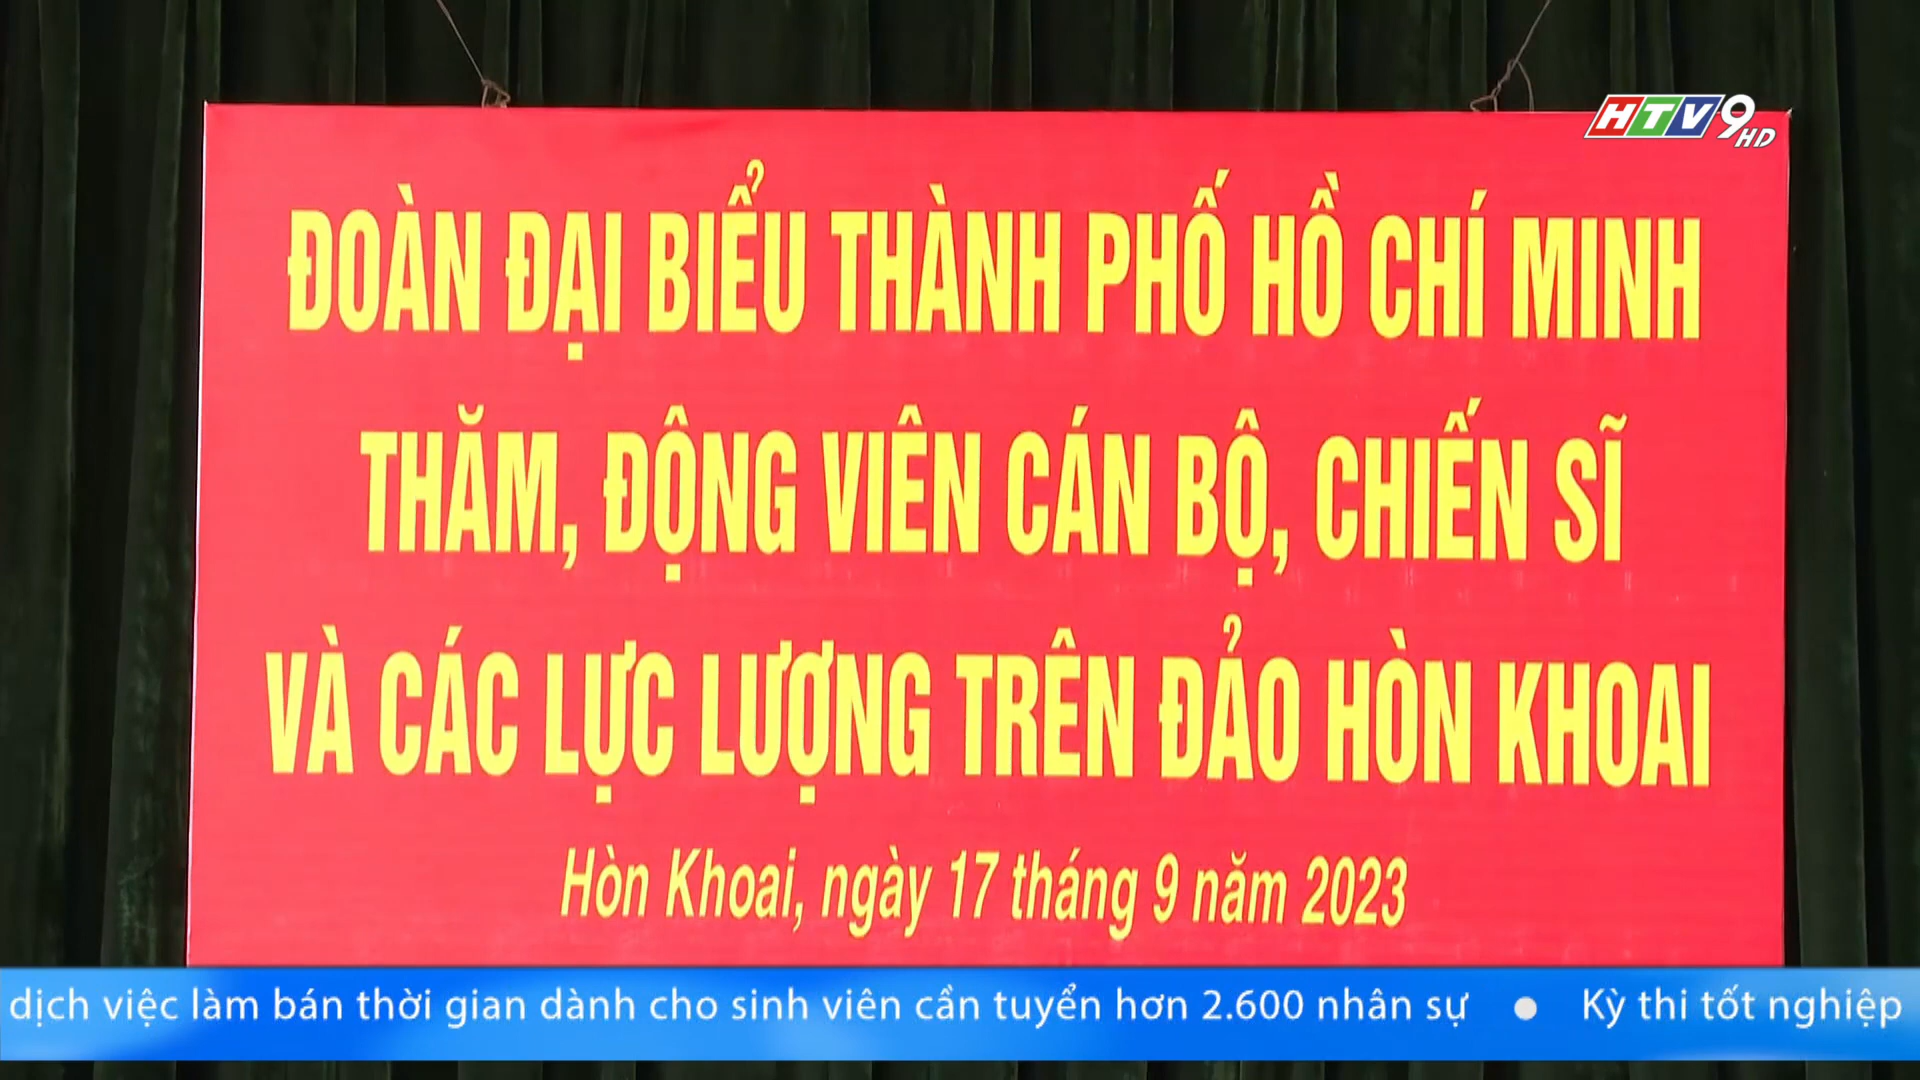 HTV9 HD
ĐOÀN ĐẠI BIỂU THÀNH PHỐ HỒ CHÍ MINH
THĂM, ĐỘNG VIÊN CÁN BỘ, CHIẾN SĨ
VÀ CÁC LỰC LƯỢNG TRÊN ĐẢO HÒN KHOAI
Hòn Khoai, ngày 17 tháng 9 năm 2023
dịch việc làm bán thời gian dành cho sinh viên cần tuyển hơn 2.600 nhân sự ● Kỳ thi tốt nghiệp